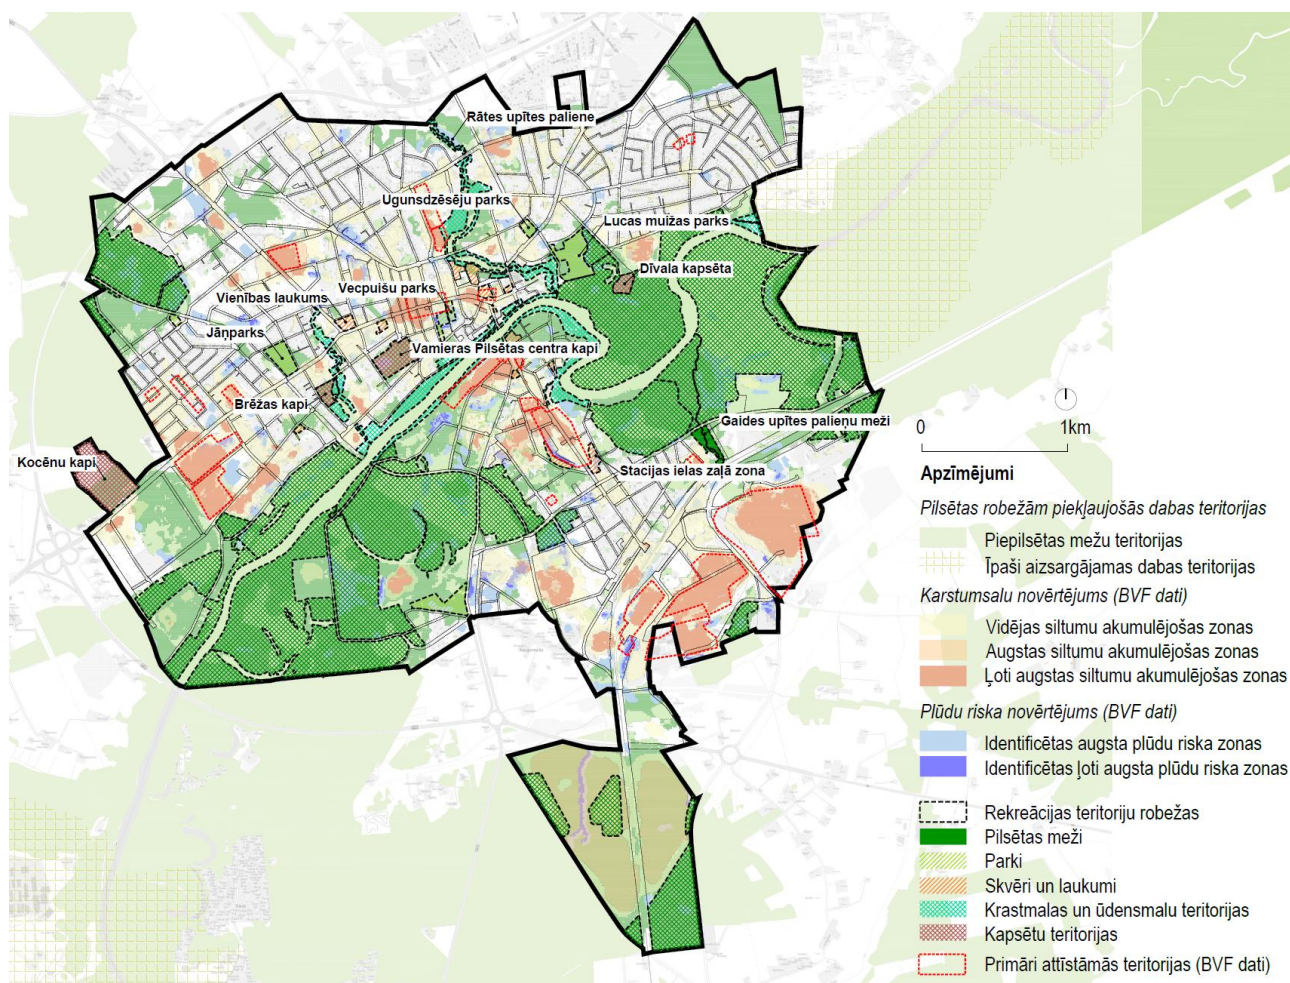 Rātes upītes paliene
Ugunsdzēsēju parks
Lucas muižas parks
Dīvala kapsēta
Vecpuišu parks
Vienības laukums
Jāņparks
Vamieras Pilsētas centra kapi
Brēžas kapi
Gaides upītes palieņu meži
Kocēnu kapi
Stacijas ielas zaļā zona
0 1km
Apzīmējumi
Pilsētas robežām piekļaujošās dabas teritorijas
Piepilsētas mežu teritorijas
Īpaši aizsargājamas dabas teritorijas
Karstumsalu novērtējums (BVF dati)
Vidējas siltumu akumulējošas zonas
Augstas siltumu akumulējošas zonas
Ļoti augstas siltumu akumulējošas zonas
Plūdu riska novērtējums (BVF dati)
Identificētas augsta plūdu riska zonas
Identificētas ļoti augsta plūdu riska zonas
Rekreācijas teritoriju robežas
Pilsētas meži
Parki
Skvēri un laukumi
Krastmalas un ūdensmalu teritorijas
Kapsētu teritorijas
Primāri attīstāmās teritorijas (BVF dati)